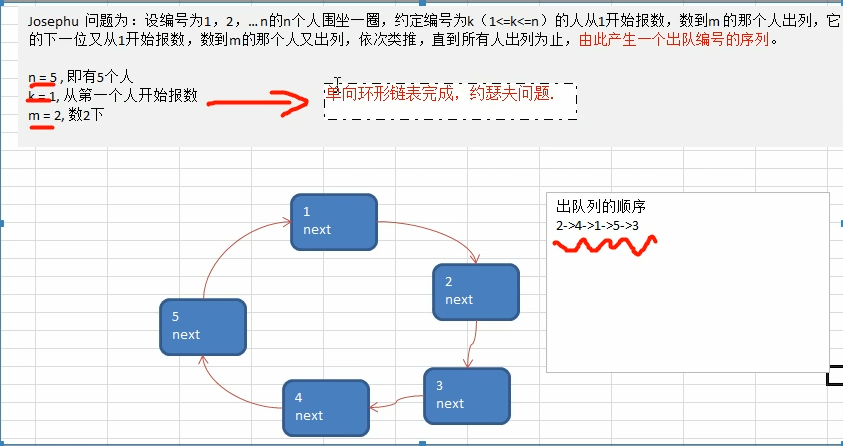 Josephu 问题为：设编号为1，2，… n的n个人围坐一圈，约定编号为k（1<=k<=n）的人从1开始报数，数到m 的那个人出列，它
的下一位又从1开始报数，数到m的那个人又出列，依次类推，直到所有人出列为止，由此产生一个出队编号的序列。
n = 5 , 即有5个人
k = 1, 从第一个人开始报数
m = 2, 数2下
单向环形链表完成，约瑟夫问题.
1
next
2
next
出队列的顺序
2->4->1->5->3
5
next
3
next
4
next